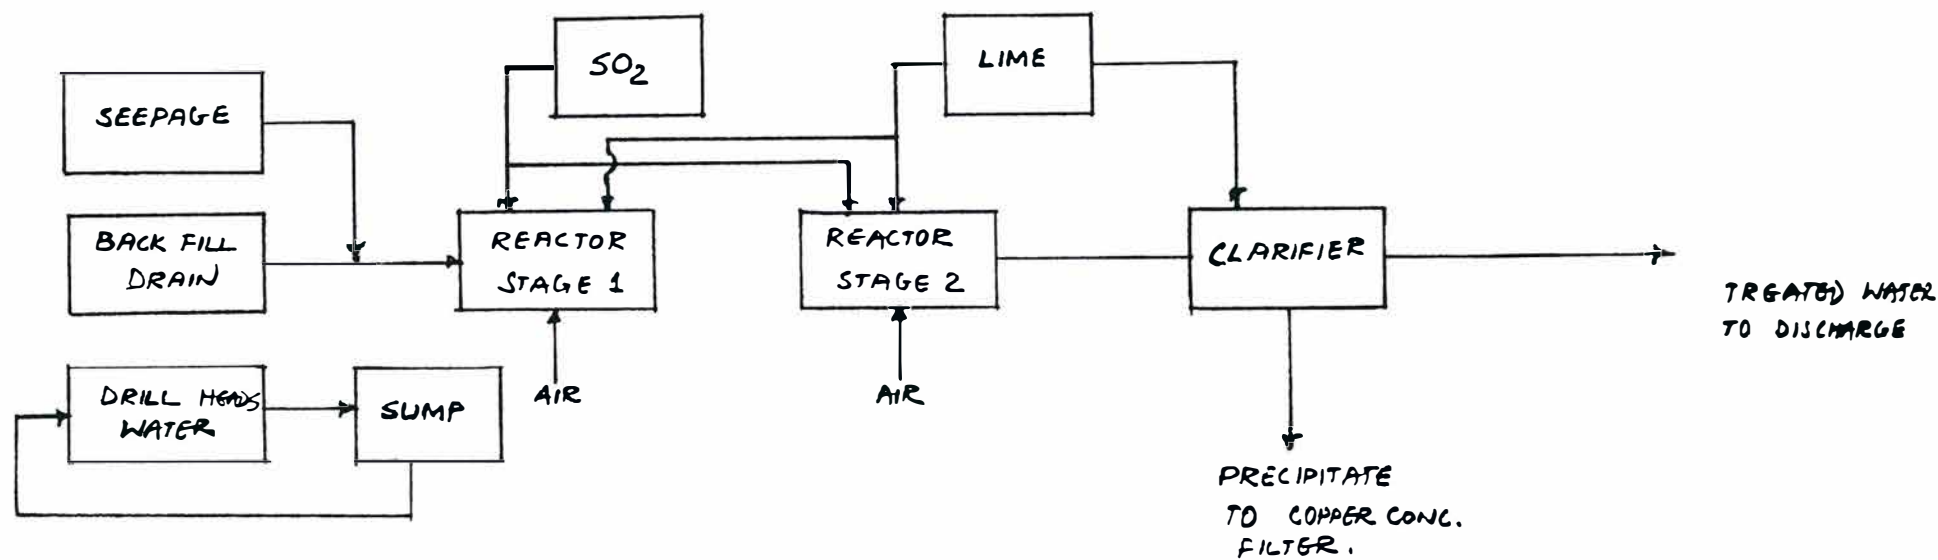 SO2
LIME
SEEPAGE
BACK FILL
DRAIN
REACTOR
STAGE 1
REACTOR
STAGE 2
CLARIFIER
TREATED WATER
TO DISCHARGE
DRILL HEADS
WATER
SUMP
AIR
AIR
PRECIPITATE
TO COPPER CONC.
FILTER.